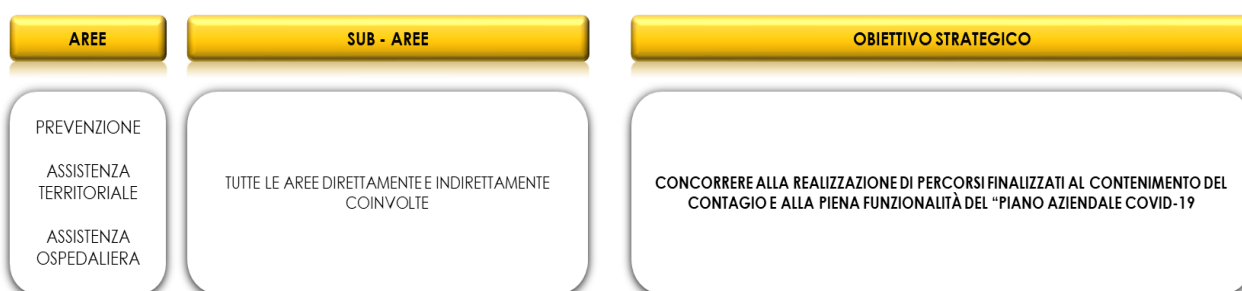 AREE
SUB - AREE
OBIETTIVO STRATEGICO
PREVENZIONE
ASSISTENZA
TERRITORIALE
ASSISTENZA
OSPEDALIERA
TUTTE LE AREE DIRETTAMENTE E INDIRETTAMENTE
COINVOLTE
CONCORRERE ALLA REALIZZAZIONE DI PERCORSI FINALIZZATI AL CONTENIMENTO DEL
CONTAGIO E ALLA PIENA FUNZIONALITÀ DEL “PIANO AZIENDALE COVID-19